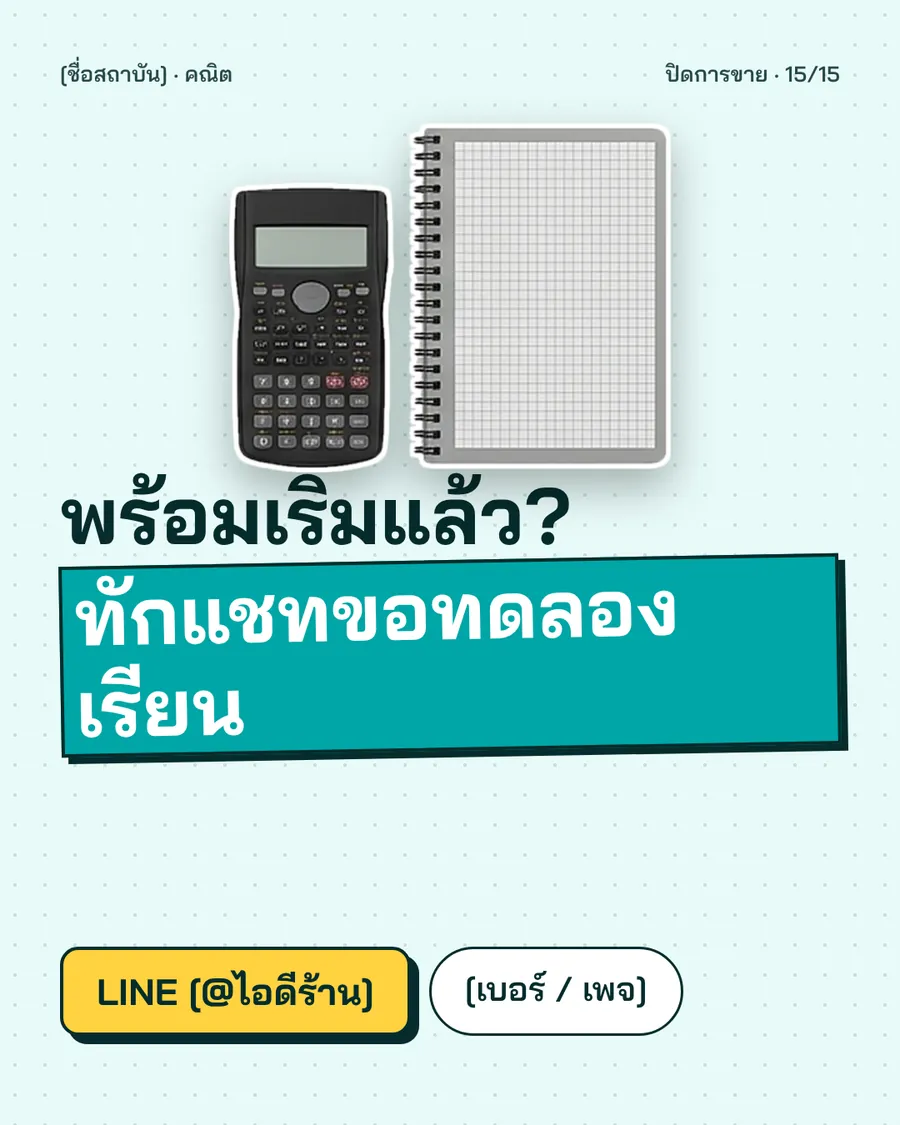 (ชื่อสถาบัน) · คณิต
ปิดการขาย · 15/15
พร้อมเริ่มแล้ว?
ทักแชทขอทดลอง
เรียน
LINE (@ไอดีร้าน)
(เบอร์ / เพจ)